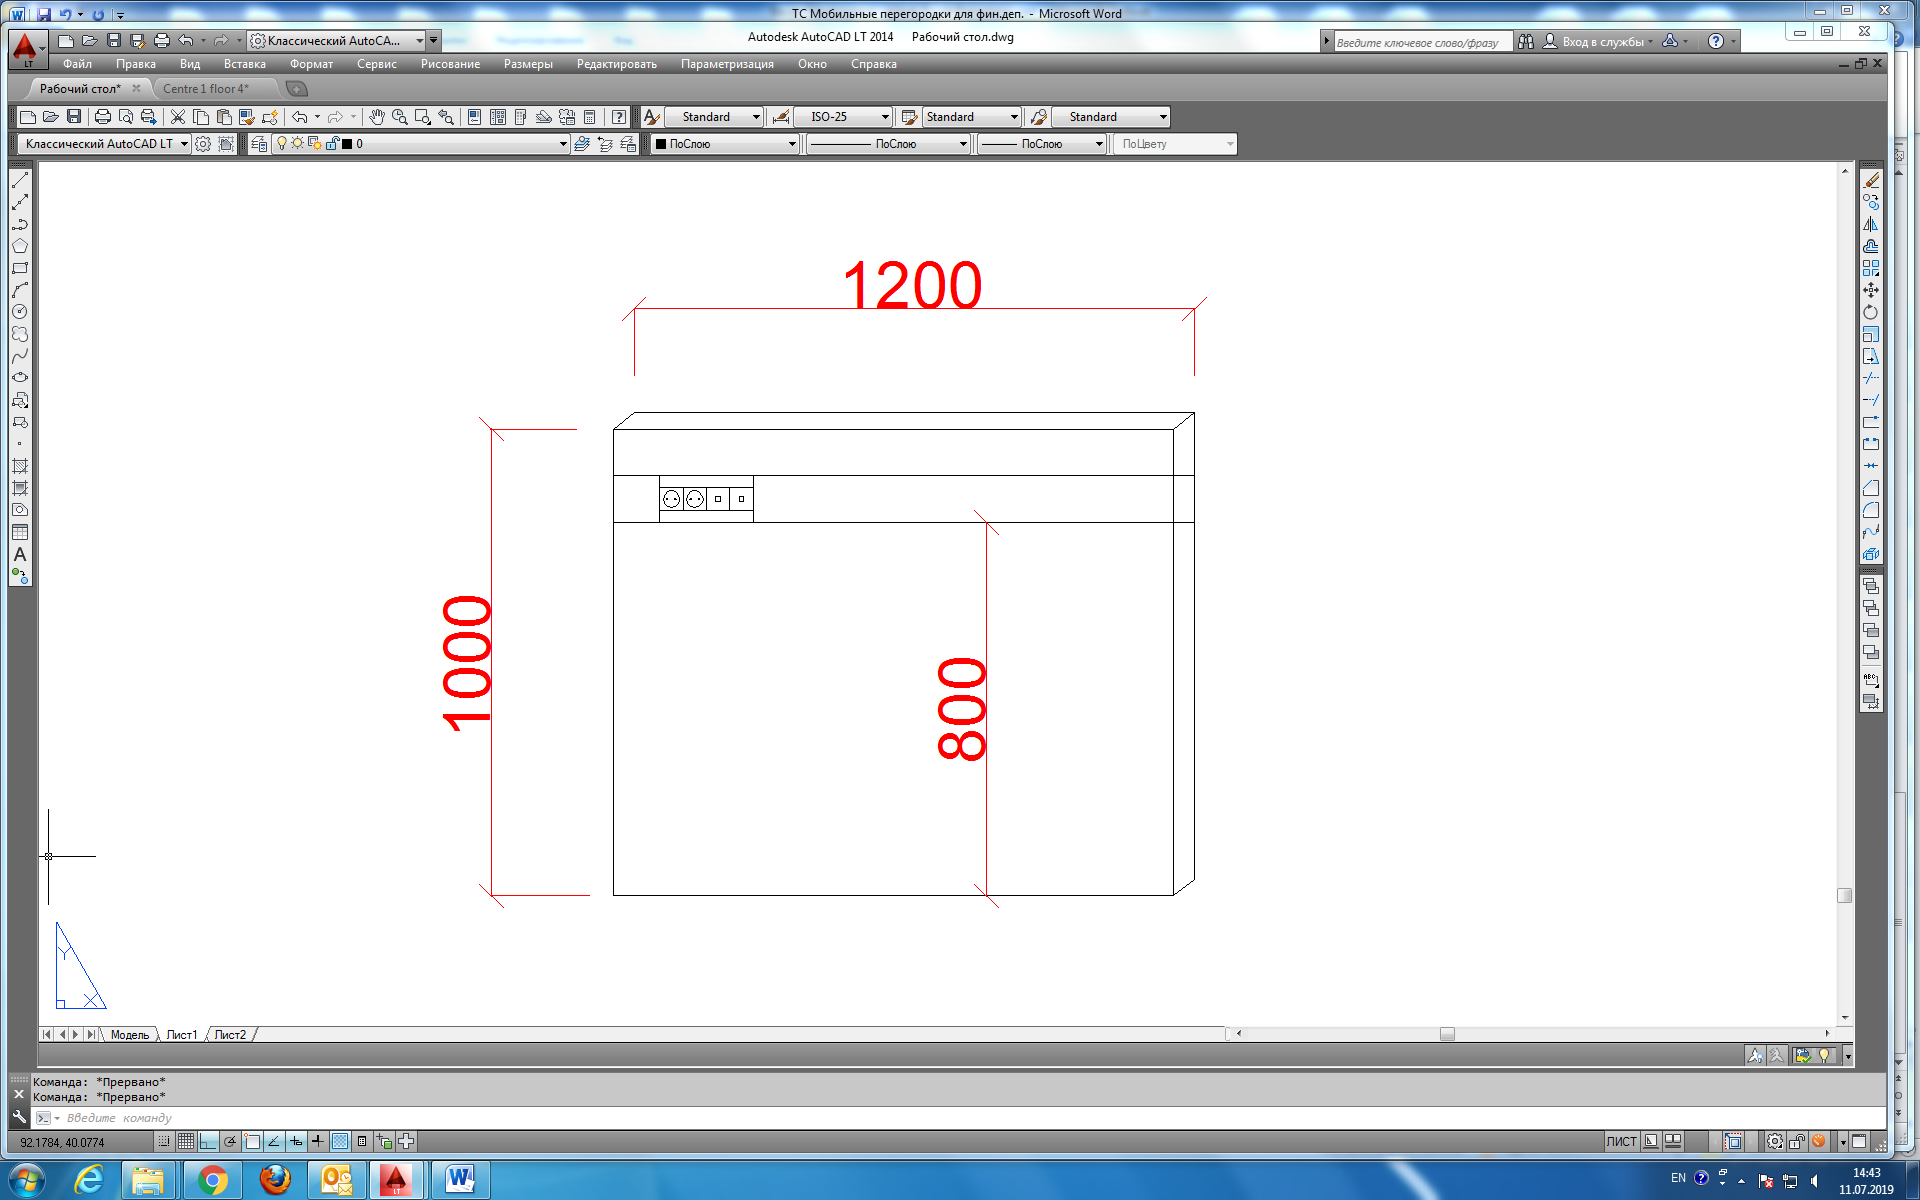 ТС Мобильные перегородки для фин.деп. - Microsoft Word
Классический AutoCA...
Autodesk AutoCAD LT 2014 Рабочий стол.dwg
Введите ключевое слово/фразу
Вход в службы
LT
Файл Правка Вид Вставка Формат Сервис Рисование Размеры Редактировать Параметризация Окно Справка
Рабочий стол* Centre 1 floor 4*
Standard ISO-25 Standard Standard
Классический AutoCAD LT 0 ПоСлою ПоСлою ПоСлою ПоЦвету
1200
1000
800
A
ABC
Y
X
Модель Лист1 Лист2
Команда: *Прервано*
Команда: *Прервано*
Введите команду
92.1784, 40.0774
ЛИСТ
LT
EN
14:43
11.07.2019